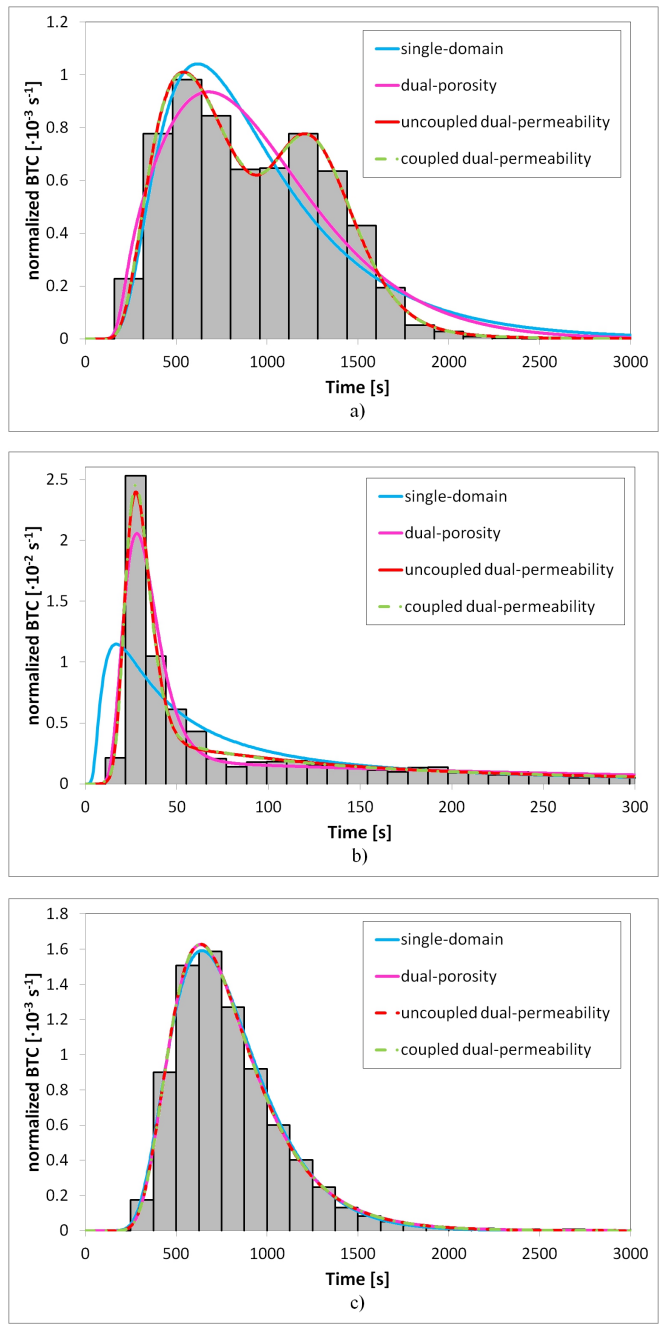 1.2
1
0.8
0.6
0.4
0.2
0
normalized BTC [·10⁻³ s⁻¹]
single-domain
dual-porosity
uncoupled dual-permeability
coupled dual-permeability
0 500 1000 1500 2000 2500 3000
Time [s]
a)
2.5
2
1.5
1
0.5
0
normalized BTC [·10⁻² s⁻¹]
single-domain
dual-porosity
uncoupled dual-permeability
coupled dual-permeability
0 50 100 150 200 250 300
Time [s]
b)
1.8
1.6
1.4
1.2
1
0.8
0.6
0.4
0.2
0
normalized BTC [·10⁻³ s⁻¹]
single-domain
dual-porosity
uncoupled dual-permeability
coupled dual-permeability
0 500 1000 1500 2000 2500 3000
Time [s]
c)